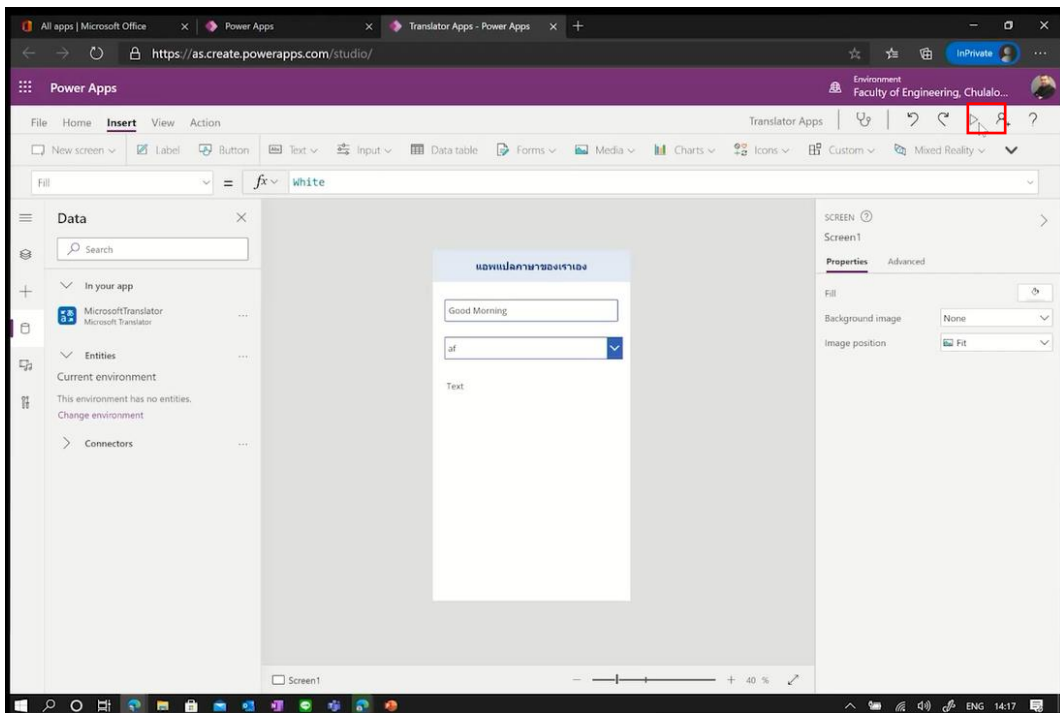 All apps | Microsoft Office
Power Apps
Translator Apps - Power Apps
https://as.create.powerapps.com/studio/
InPrivate
Power Apps
Environment
Faculty of Engineering, Chulalo...
File Home Insert View Action
Translator Apps
New screen Label Button Text Input Data table Forms Media Charts Icons Custom Mixed Reality
Fill = fx White
Data
Search
In your app
MicrosoftTranslator
Microsoft Translator
Entities
Current environment
This environment has no entities.
Change environment
Connectors
แอพแปลภาษาของเราเอง
Good Morning
af
Text
SCREEN
Screen1
Properties Advanced
Fill
Background image None
Image position Fit
Screen1
40 %
ENG 14:17